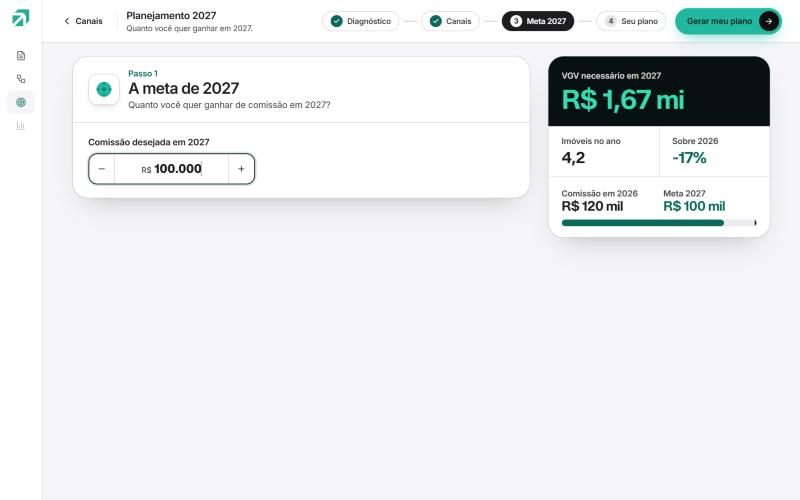 Canais
Planejamento 2027
Quanto você quer ganhar em 2027.
Diagnóstico
Canais
3 Meta 2027
4 Seu plano
Gerar meu plano
Passo 1
A meta de 2027
Quanto você quer ganhar de comissão em 2027?
Comissão desejada em 2027
− R$ 100.000 +
VGV necessário em 2027
R$ 1,67 mi
Imóveis no ano
4,2
Sobre 2026
-17%
Comissão em 2026
R$ 120 mil
Meta 2027
R$ 100 mil